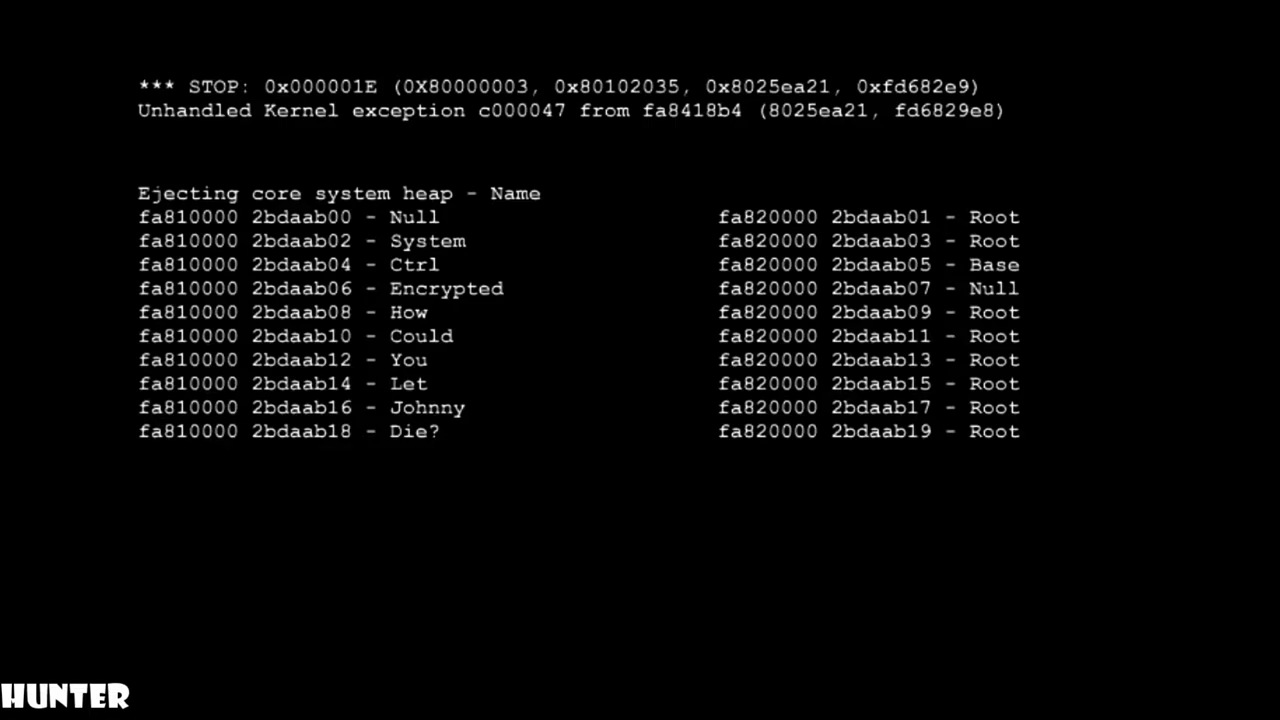 *** STOP: 0x000001E (0X80000003, 0x80102035, 0x8025ea21, 0xfd682e9)
Unhandled Kernel exception c000047 from fa8418b4 (8025ea21, fd6829e8)
Ejecting core system heap - Name
fa810000 2bdaab00 - Null fa820000 2bdaab01 - Root
fa810000 2bdaab02 - System fa820000 2bdaab03 - Root
fa810000 2bdaab04 - Ctrl fa820000 2bdaab05 - Base
fa810000 2bdaab06 - Encrypted fa820000 2bdaab07 - Null
fa810000 2bdaab08 - How fa820000 2bdaab09 - Root
fa810000 2bdaab10 - Could fa820000 2bdaab11 - Root
fa810000 2bdaab12 - You fa820000 2bdaab13 - Root
fa810000 2bdaab14 - Let fa820000 2bdaab15 - Root
fa810000 2bdaab16 - Johnny fa820000 2bdaab17 - Root
fa810000 2bdaab18 - Die? fa820000 2bdaab19 - Root
HUNTER